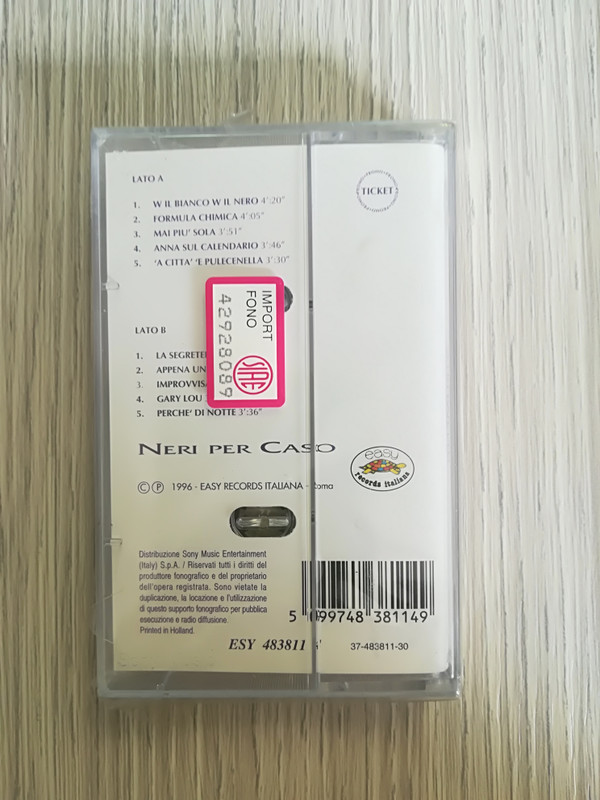 LATO A
TICKET
1. W IL BIANCO W IL NERO 4'20"
2. FORMULA CHIMICA 4'05"
3. MAI PIU' SOLA 3'51"
4. ANNA SUL CALENDARIO 3'46"
5. 'A CITTA' 'E PULECENELLA 3'30"
IMPORT
FONO
42928089
SIAE
LATO B
1. LA
2. APPENA UN
3.
4. GARY LOU
5. PERCHE' DI NOTTE 3'36"
NERI PER CASO
easy
records italiana
© ℗ 1996 - EASY RECORDS ITALIANA - Roma
Distribuzione Sony Music Entertainment
(Italy) S.p.A. / Riservati tutti i diritti del
produttore fonografico e del proprietario
dell'opera registrata. Sono vietate la
duplicazione, la locazione e l'utilizzazione
di questo supporto fonografico per pubblica
esecuzione e radio diffusione.
Printed in Holland.
5 099748 381149
ESY 483811 4
37-483811-30